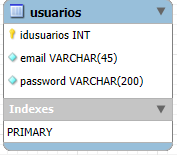 usuarios
idusuarios INT
email VARCHAR(45)
password VARCHAR(200)
Indexes
PRIMARY